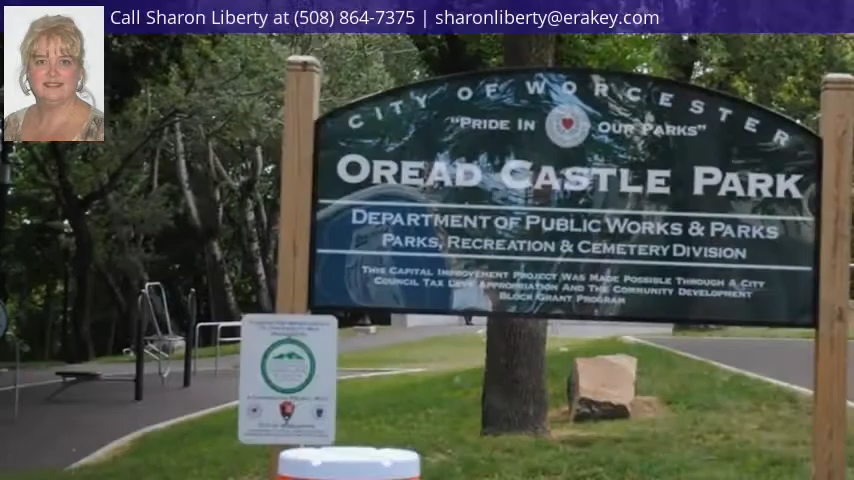 Call Sharon Liberty at (508) 864-7375 | sharonliberty@erakey.com
CITY OF WORCESTER
"PRIDE IN OUR PARKS"
OREAD CASTLE PARK
DEPARTMENT OF PUBLIC WORKS & PARKS
PARKS, RECREATION & CEMETERY DIVISION
THIS CAPITAL IMPROVEMENT PROJECT WAS MADE POSSIBLE THROUGH A CITY
COUNCIL TAX LEVY APPROPRIATION AND THE COMMUNITY DEVELOPMENT
BLOCK GRANT PROGRAM